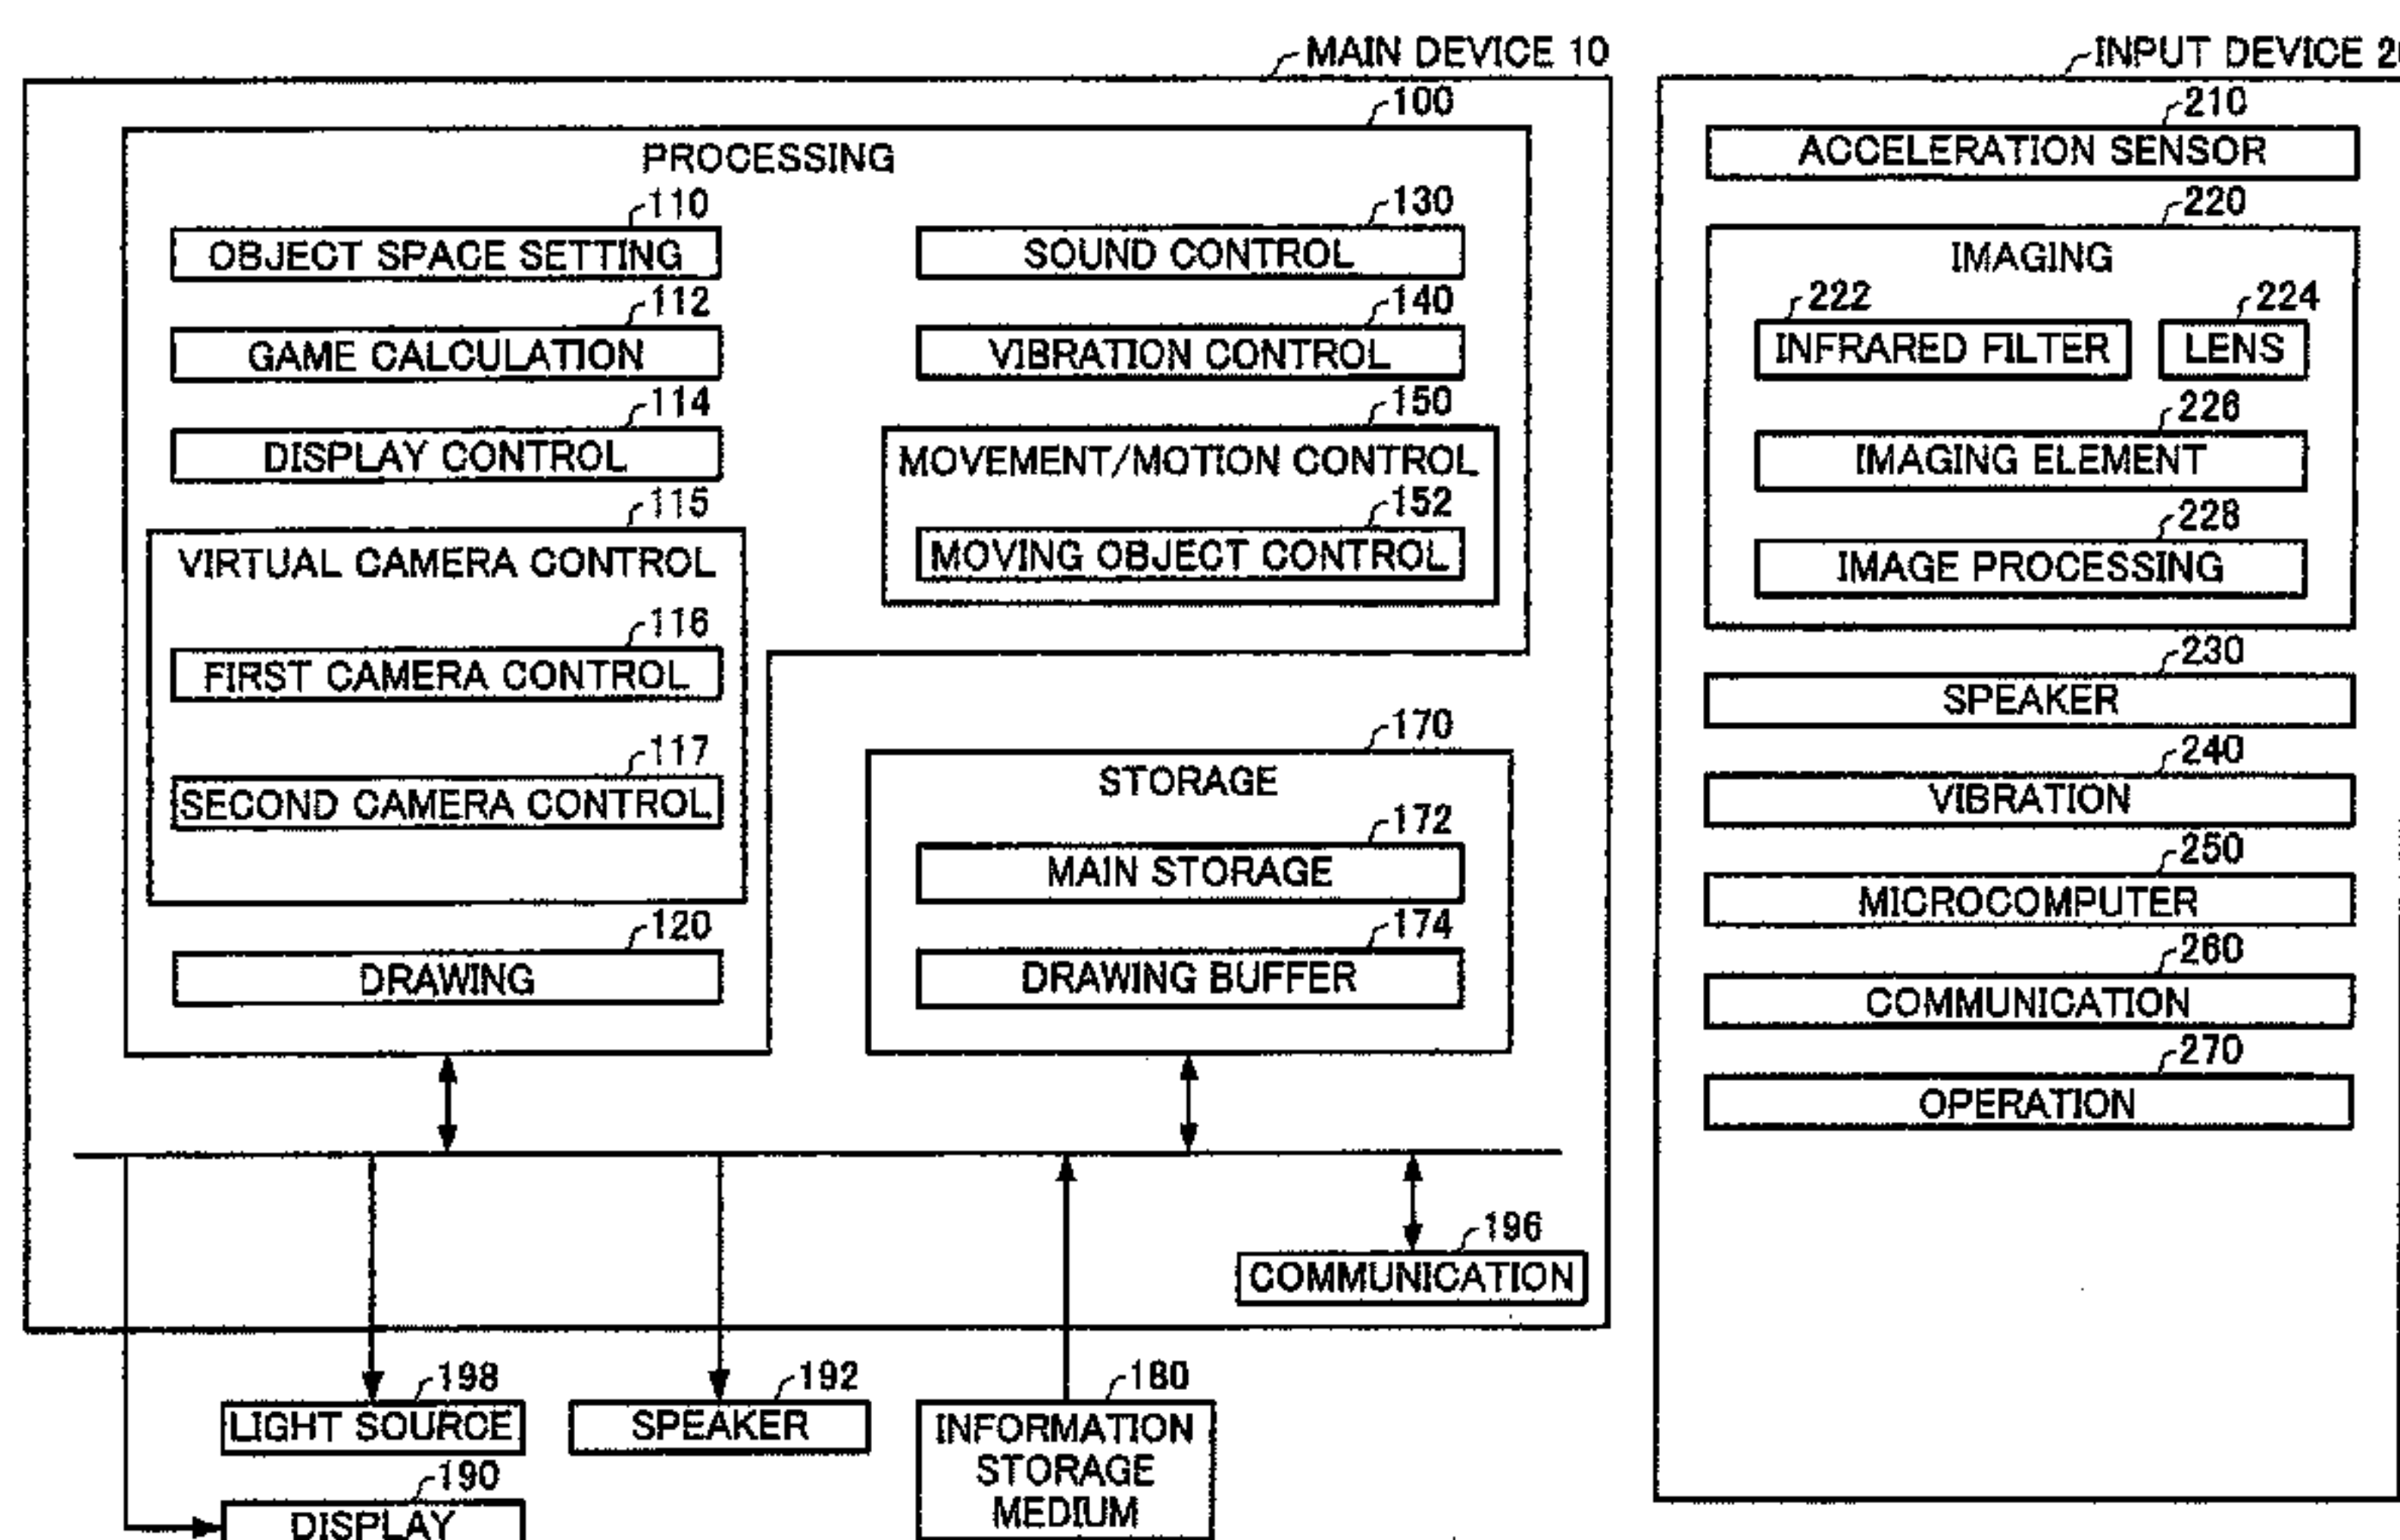 MAIN DEVICE 10
100
PROCESSING
110
OBJECT SPACE SETTING
112
GAME CALCULATION
114
DISPLAY CONTROL
115
VIRTUAL CAMERA CONTROL
116
FIRST CAMERA CONTROL
117
SECOND CAMERA CONTROL
120
DRAWING
130
SOUND CONTROL
140
VIBRATION CONTROL
150
MOVEMENT/MOTION CONTROL
152
MOVING OBJECT CONTROL
170
STORAGE
172
MAIN STORAGE
174
DRAWING BUFFER
196
COMMUNICATION
198
LIGHT SOURCE
192
SPEAKER
180
INFORMATION
STORAGE
MEDIUM
190
DISPLAY
INPUT DEVICE
210
ACCELERATION SENSOR
220
IMAGING
222
INFRARED FILTER
224
LENS
226
IMAGING ELEMENT
228
IMAGE PROCESSING
230
SPEAKER
240
VIBRATION
250
MICROCOMPUTER
260
COMMUNICATION
270
OPERATION